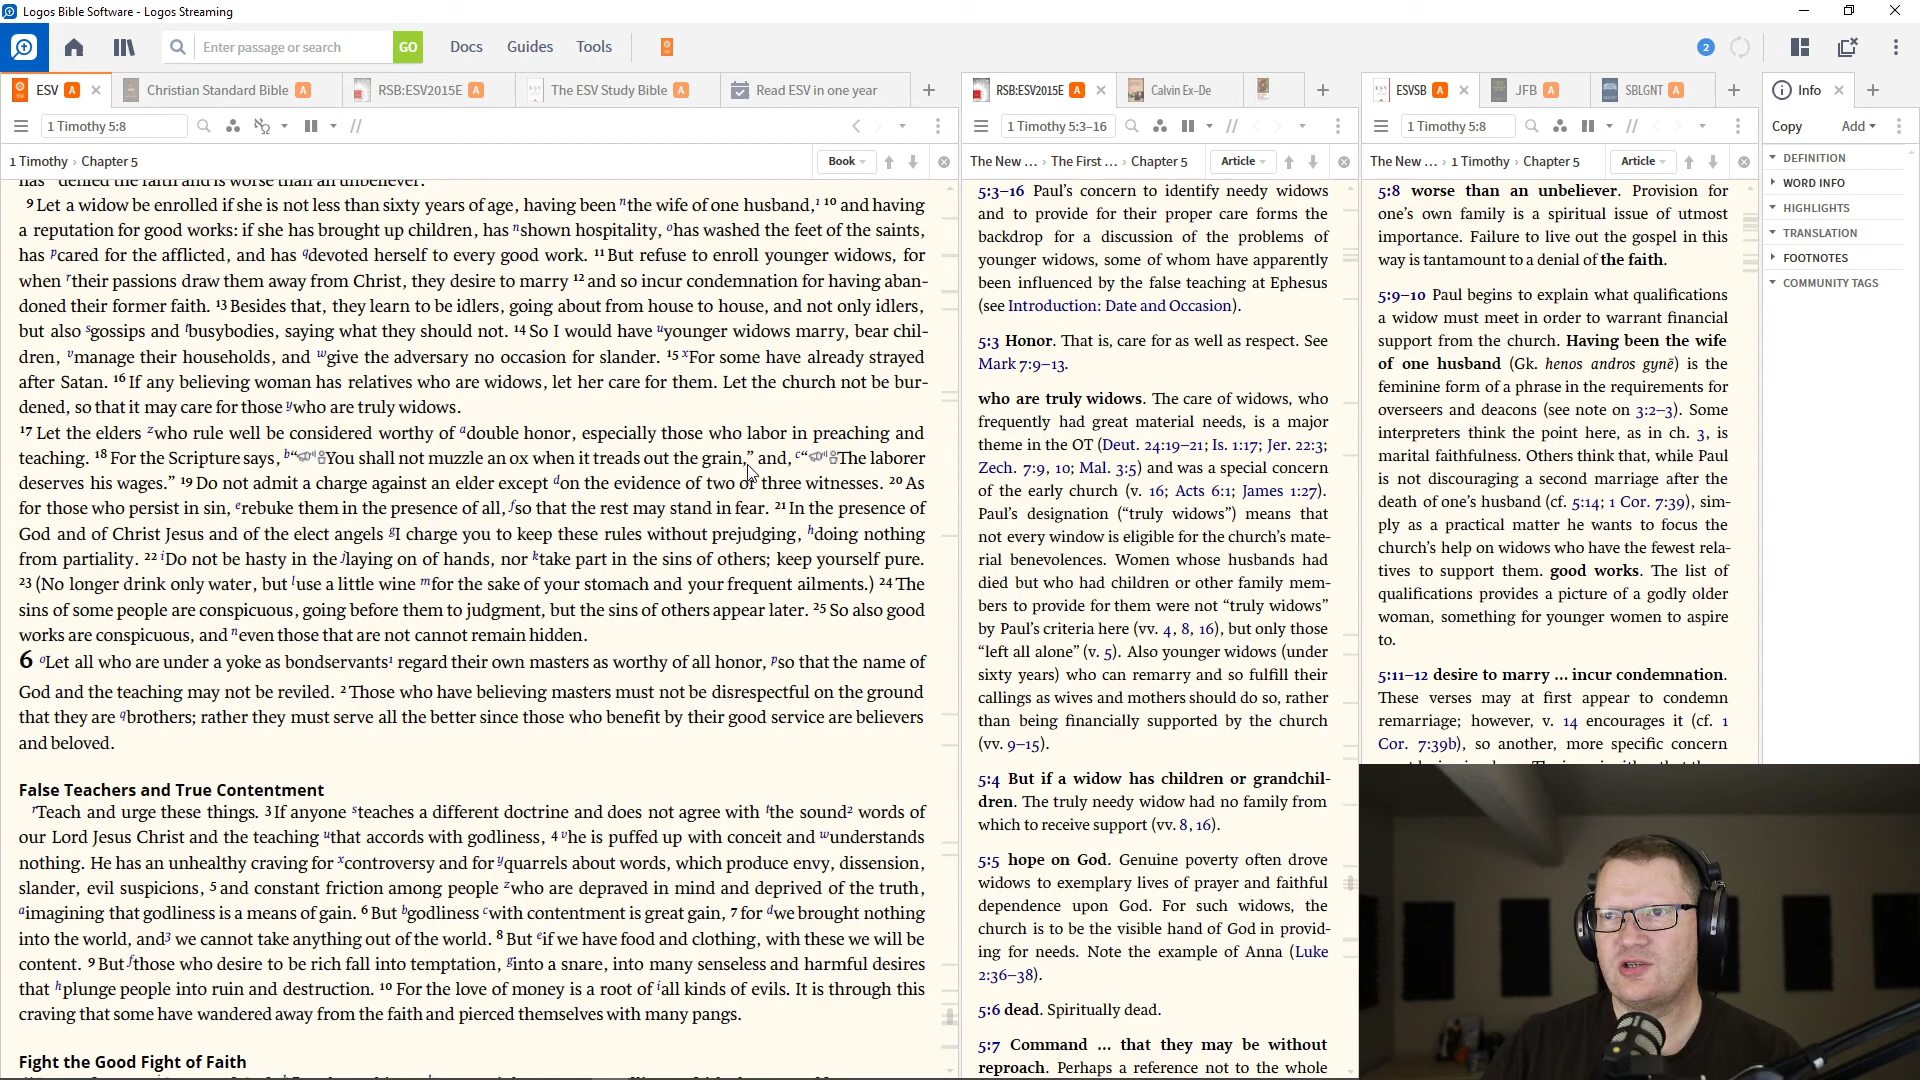 Logos Bible Software - Logos Streaming
Enter passage or search
GO
Docs
Guides
Tools
2
ESV A
Christian Standard Bible A
RSB:ESV2015E A
The ESV Study Bible A
Read ESV in one year
1 Timothy 5:8
1 Timothy › Chapter 5
Book
9 Let a widow be enrolled if she is not less than sixty years of age, having been n the wife of one husband,1 10 and having
a reputation for good works: if she has brought up children, has n shown hospitality, o has washed the feet of the saints,
has p cared for the afflicted, and has q devoted herself to every good work. 11 But refuse to enroll younger widows, for
when r their passions draw them away from Christ, they desire to marry 12 and so incur condemnation for having aban-
doned their former faith. 13 Besides that, they learn to be idlers, going about from house to house, and not only idlers,
but also s gossips and t busybodies, saying what they should not. 14 So I would have u younger widows marry, bear chil-
dren, v manage their households, and w give the adversary no occasion for slander. 15 x For some have already strayed
after Satan. 16 If any believing woman has relatives who are widows, let her care for them. Let the church not be bur-
dened, so that it may care for those y who are truly widows.
17 Let the elders z who rule well be considered worthy of a double honor, especially those who labor in preaching and
teaching. 18 For the Scripture says, b “You shall not muzzle an ox when it treads out the grain,” and, c “The laborer
deserves his wages.” 19 Do not admit a charge against an elder except d on the evidence of two or three witnesses. 20 As
for those who persist in sin, e rebuke them in the presence of all, f so that the rest may stand in fear. 21 In the presence of
God and of Christ Jesus and of the elect angels g I charge you to keep these rules without prejudging, h doing nothing
from partiality. 22 i Do not be hasty in the j laying on of hands, nor k take part in the sins of others; keep yourself pure.
23 (No longer drink only water, but l use a little wine m for the sake of your stomach and your frequent ailments.) 24 The
sins of some people are conspicuous, going before them to judgment, but the sins of others appear later. 25 So also good
works are conspicuous, and n even those that are not cannot remain hidden.
6 o Let all who are under a yoke as bondservants1 regard their own masters as worthy of all honor, p so that the name of
God and the teaching may not be reviled. 2 Those who have believing masters must not be disrespectful on the ground
that they are q brothers; rather they must serve all the better since those who benefit by their good service are believers
and beloved.
False Teachers and True Contentment
r Teach and urge these things. 3 If anyone s teaches a different doctrine and does not agree with t the sound2 words of
our Lord Jesus Christ and the teaching u that accords with godliness, 4 v he is puffed up with conceit and w understands
nothing. He has an unhealthy craving for x controversy and for y quarrels about words, which produce envy, dissension,
slander, evil suspicions, 5 and constant friction among people z who are depraved in mind and deprived of the truth,
a imagining that godliness is a means of gain. 6 But b godliness c with contentment is great gain, 7 for d we brought nothing
into the world, and3 we cannot take anything out of the world. 8 But e if we have food and clothing, with these we will be
content. 9 But f those who desire to be rich fall into temptation, g into a snare, into many senseless and harmful desires
that h plunge people into ruin and destruction. 10 For the love of money is a root of i all kinds of evils. It is through this
craving that some have wandered away from the faith and pierced themselves with many pangs.
Fight the Good Fight of Faith
RSB:ESV2015E A
Calvin Ex–De
1 Timothy 5:3–16
The New ... › The First ... › Chapter 5
Article
5:3–16 Paul’s concern to identify needy widows
and to provide for their proper care forms the
backdrop for a discussion of the problems of
younger widows, some of whom have apparently
been influenced by the false teaching at Ephesus
(see Introduction: Date and Occasion).
5:3 Honor. That is, care for as well as respect. See
Mark 7:9–13.
who are truly widows. The care of widows, who
frequently had great material needs, is a major
theme in the OT (Deut. 24:19–21; Is. 1:17; Jer. 22:3;
Zech. 7:9, 10; Mal. 3:5) and was a special concern
of the early church (v. 16; Acts 6:1; James 1:27).
Paul’s designation (“truly widows”) means that
not every window is eligible for the church’s mate-
rial benevolences. Women whose husbands had
died but who had children or other family mem-
bers to provide for them were not “truly widows”
by Paul’s criteria here (vv. 4, 8, 16), but only those
“left all alone” (v. 5). Also younger widows (under
sixty years) who can remarry and so fulfill their
callings as wives and mothers should do so, rather
than being financially supported by the church
(vv. 9–15).
5:4 But if a widow has children or grandchil-
dren. The truly needy widow had no family from
which to receive support (vv. 8, 16).
5:5 hope on God. Genuine poverty often drove
widows to exemplary lives of prayer and faithful
dependence upon God. For such widows, the
church is to be the visible hand of God in provid-
ing for needs. Note the example of Anna (Luke
2:36–38).
5:6 dead. Spiritually dead.
5:7 Command ... that they may be without
reproach. Perhaps a reference not to the whole
ESVSB A
JFB A
SBLGNT A
1 Timothy 5:8
The New ... › 1 Timothy › Chapter 5
Article
5:8 worse than an unbeliever. Provision for
one’s own family is a spiritual issue of utmost
importance. Failure to live out the gospel in this
way is tantamount to a denial of the faith.
5:9–10 Paul begins to explain what qualifications
a widow must meet in order to warrant financial
support from the church. Having been the wife
of one husband (Gk. henos andros gynē) is the
feminine form of a phrase in the requirements for
overseers and deacons (see note on 3:2–3). Some
interpreters think the point here, as in ch. 3, is
marital faithfulness. Others think that, while Paul
is not discouraging a second marriage after the
death of one’s husband (cf. 5:14; 1 Cor. 7:39), sim-
ply as a practical matter he wants to focus the
church’s help on widows who have the fewest rela-
tives to support them. good works. The list of
qualifications provides a picture of a godly older
woman, something for younger women to aspire
to.
5:11–12 desire to marry ... incur condemnation.
These verses may at first appear to condemn
remarriage; however, v. 14 encourages it (cf. 1
Cor. 7:39b), so another, more specific concern
Info
Copy
Add
DEFINITION
WORD INFO
HIGHLIGHTS
TRANSLATION
FOOTNOTES
COMMUNITY TAGS